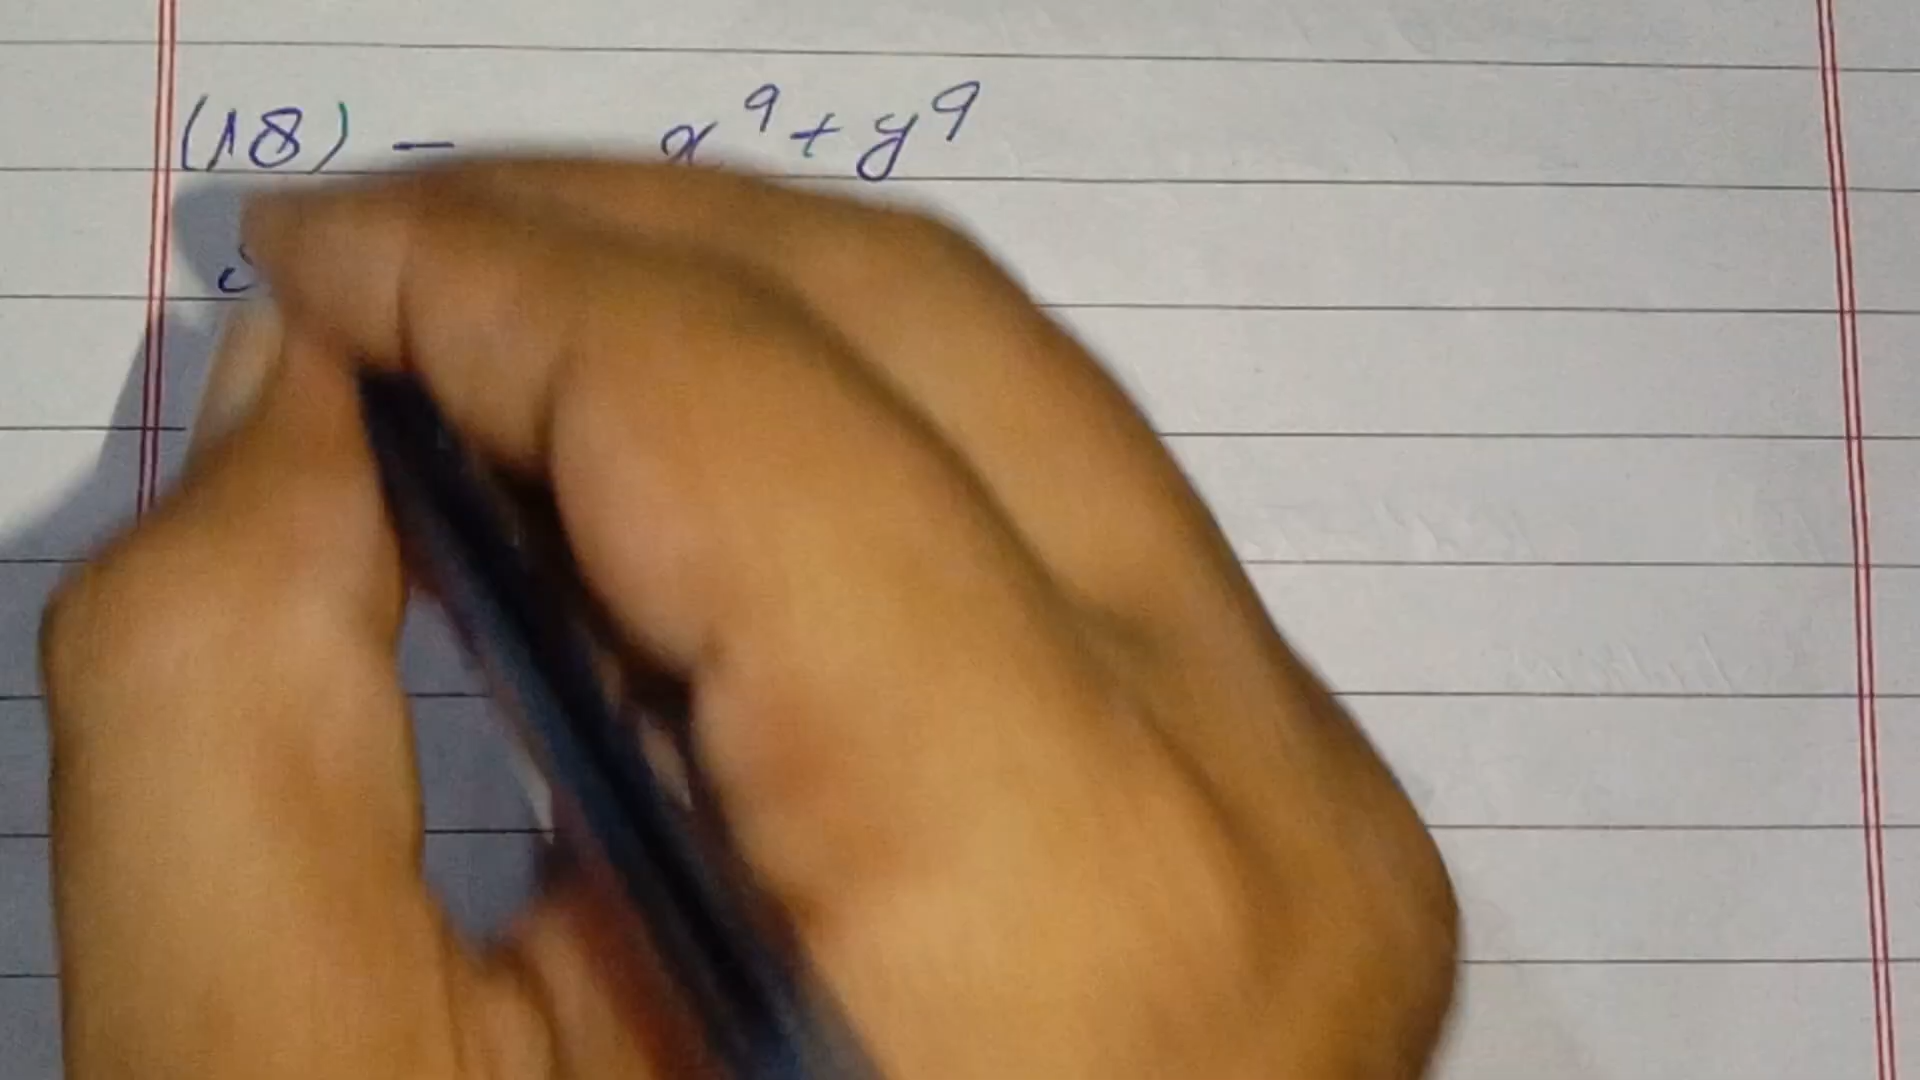 (18) – x⁹ + y⁹